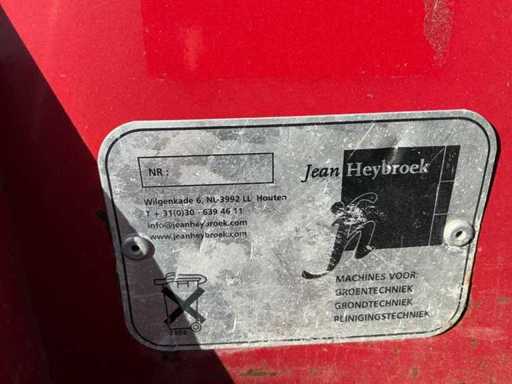 NR :
Wilgenkade 6, NL-3992 LL Houten
T + 31(0)30 - 639 46 11
info@jeanheybroek.com
www.jeanheybroek.com
Jean Heybroek
MACHINES VOOR:
GROENTECHNIEK
GRONDTECHNIEK
REINIGINGSTECHNIEK